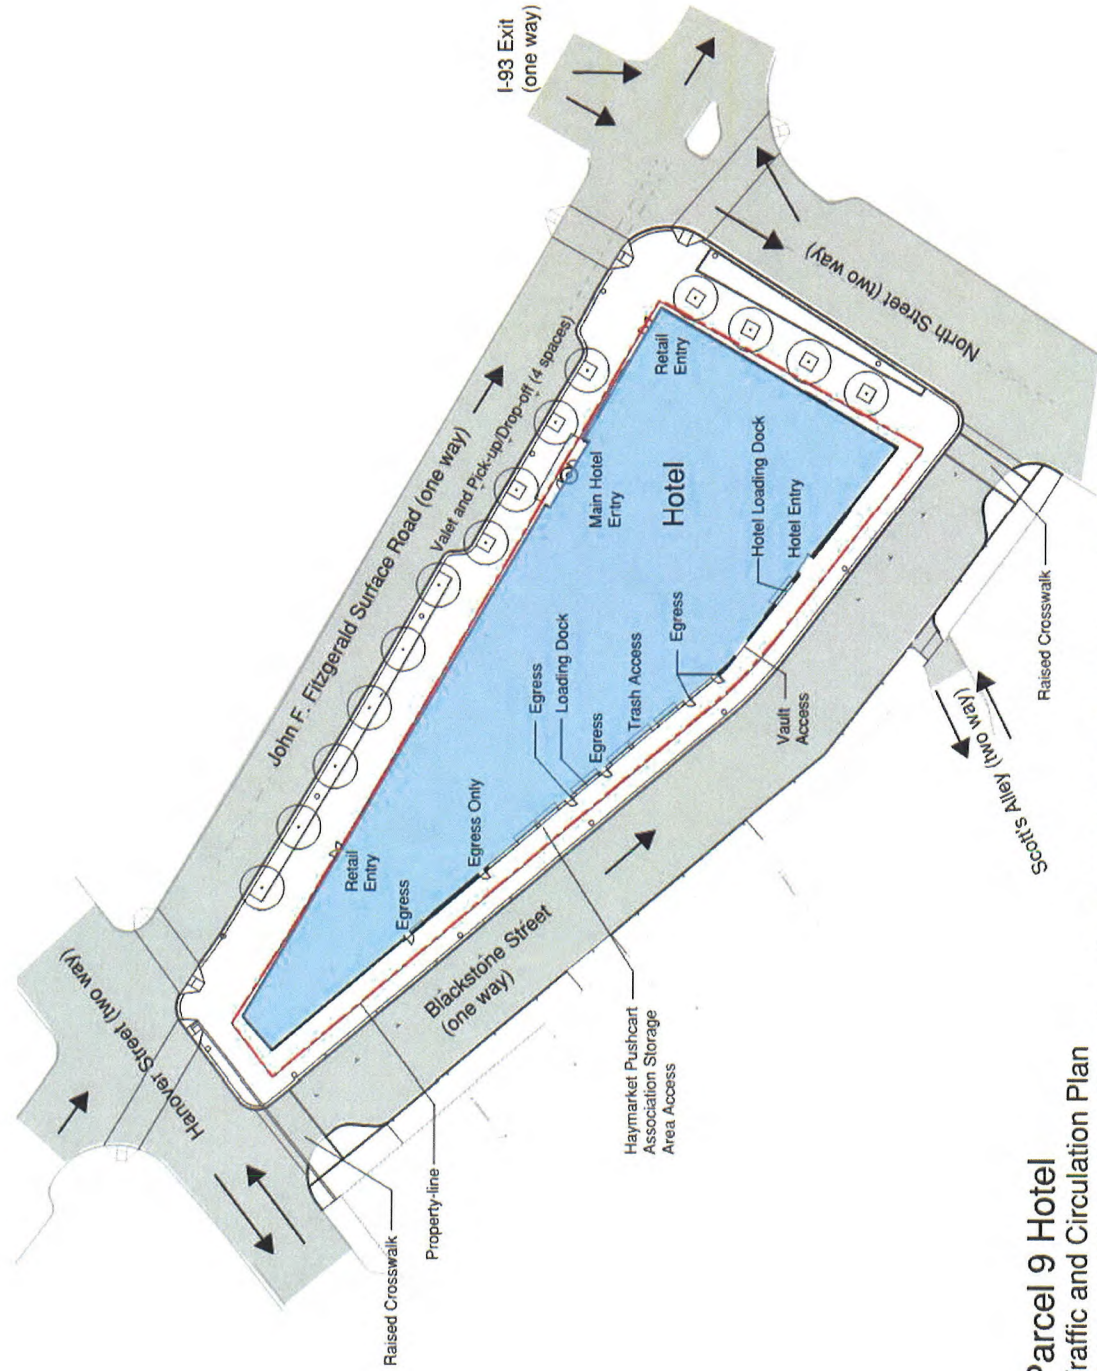 I-93 Exit
(one way)
John F. Fitzgerald Surface Road (one way)
Valet and Pick-up/Drop-off (4 spaces)
North Street (two way)
Hanover Street (two way)
Retail
Entry
Main Hotel
Entry
Hotel
Hotel Loading Dock
Hotel Entry
Egress
Loading Dock
Egress
Trash Access
Egress
Vault
Access
Retail
Entry
Egress Only
Egress
Blackstone Street
(one way)
Scott's Alley (two way)
Raised Crosswalk
Haymarket Pushcart
Association Storage
Area Access
Property-line
Raised Crosswalk
Parcel 9 Hotel
raffic and Circulation Plan